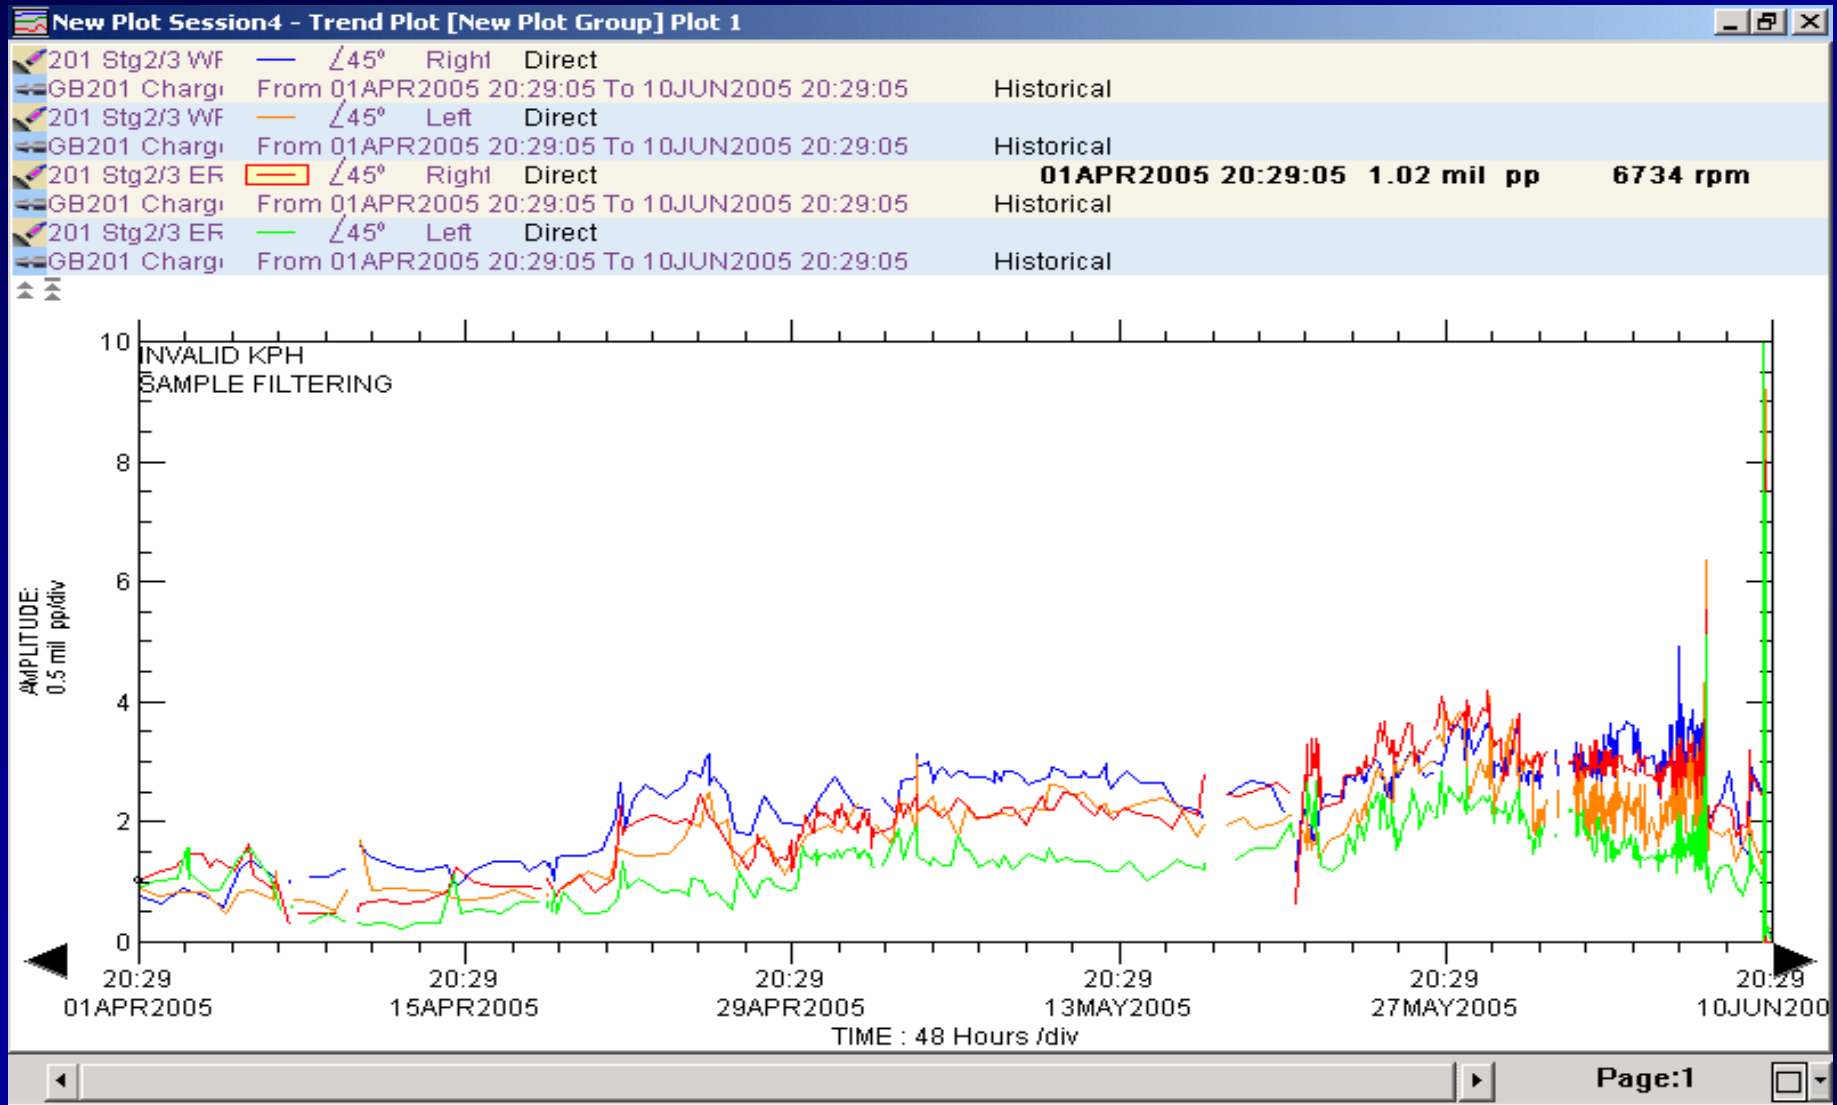 New Plot Session4 - Trend Plot [New Plot Group] Plot 1
201 Stg2/3 WF ∠45° Right Direct
GB201 Charg From 01APR2005 20:29:05 To 10JUN2005 20:29:05 Historical
201 Stg2/3 WF ∠45° Left Direct
GB201 Charg From 01APR2005 20:29:05 To 10JUN2005 20:29:05 Historical
201 Stg2/3 ER ∠45° Right Direct 01APR2005 20:29:05 1.02 mil pp 6734 rpm
GB201 Charg From 01APR2005 20:29:05 To 10JUN2005 20:29:05 Historical
201 Stg2/3 ER ∠45° Left Direct
GB201 Charg From 01APR2005 20:29:05 To 10JUN2005 20:29:05 Historical
INVALID KPH
SAMPLE FILTERING
10
8
6
4
2
0
AMPLITUDE:
0.5 mil pp/div
20:29 20:29 20:29 20:29 20:29 20:29
01APR2005 15APR2005 29APR2005 13MAY2005 27MAY2005 10JUN200
TIME : 48 Hours /div
Page:1